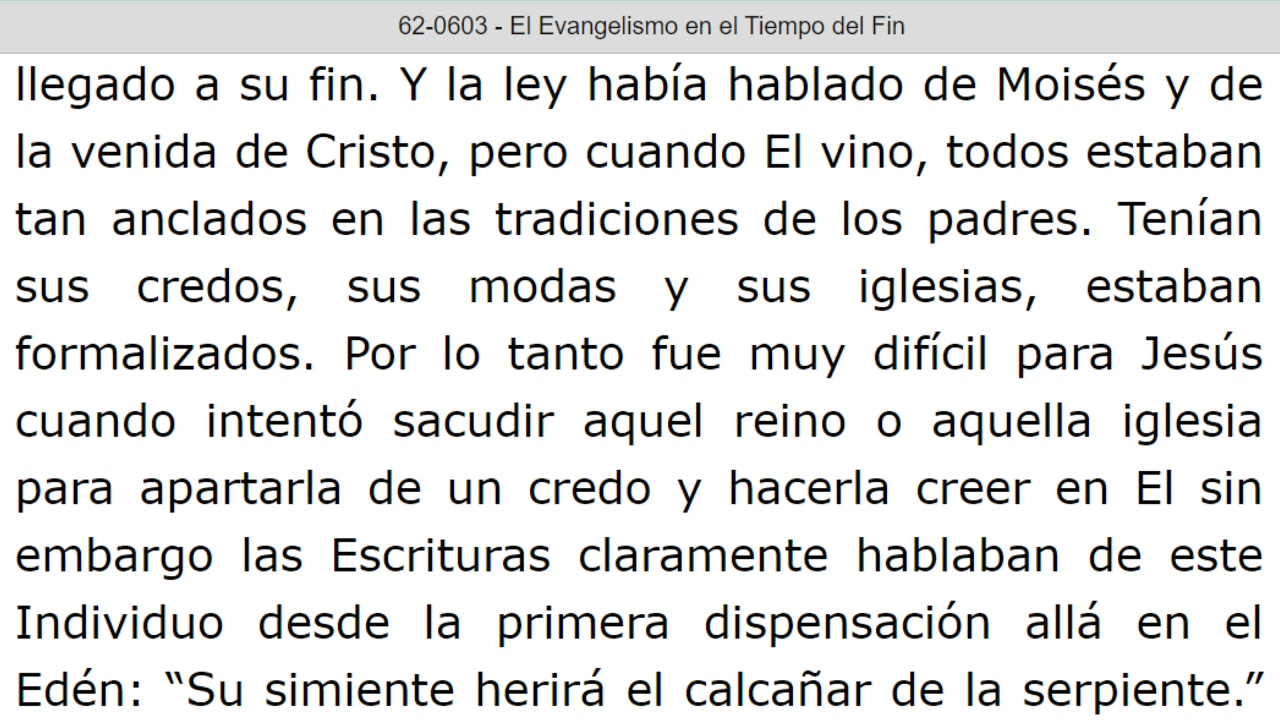 62-0603 - El Evangelismo en el Tiempo del Fin
llegado a su fin. Y la ley había hablado de Moisés y de
la venida de Cristo, pero cuando El vino, todos estaban
tan anclados en las tradiciones de los padres. Tenían
sus credos, sus modas y sus iglesias, estaban
formalizados. Por lo tanto fue muy difícil para Jesús
cuando intentó sacudir aquel reino o aquella iglesia
para apartarla de un credo y hacerla creer en El sin
embargo las Escrituras claramente hablaban de este
Individuo desde la primera dispensación allá en el
Edén: “Su simiente herirá el calcañar de la serpiente.”